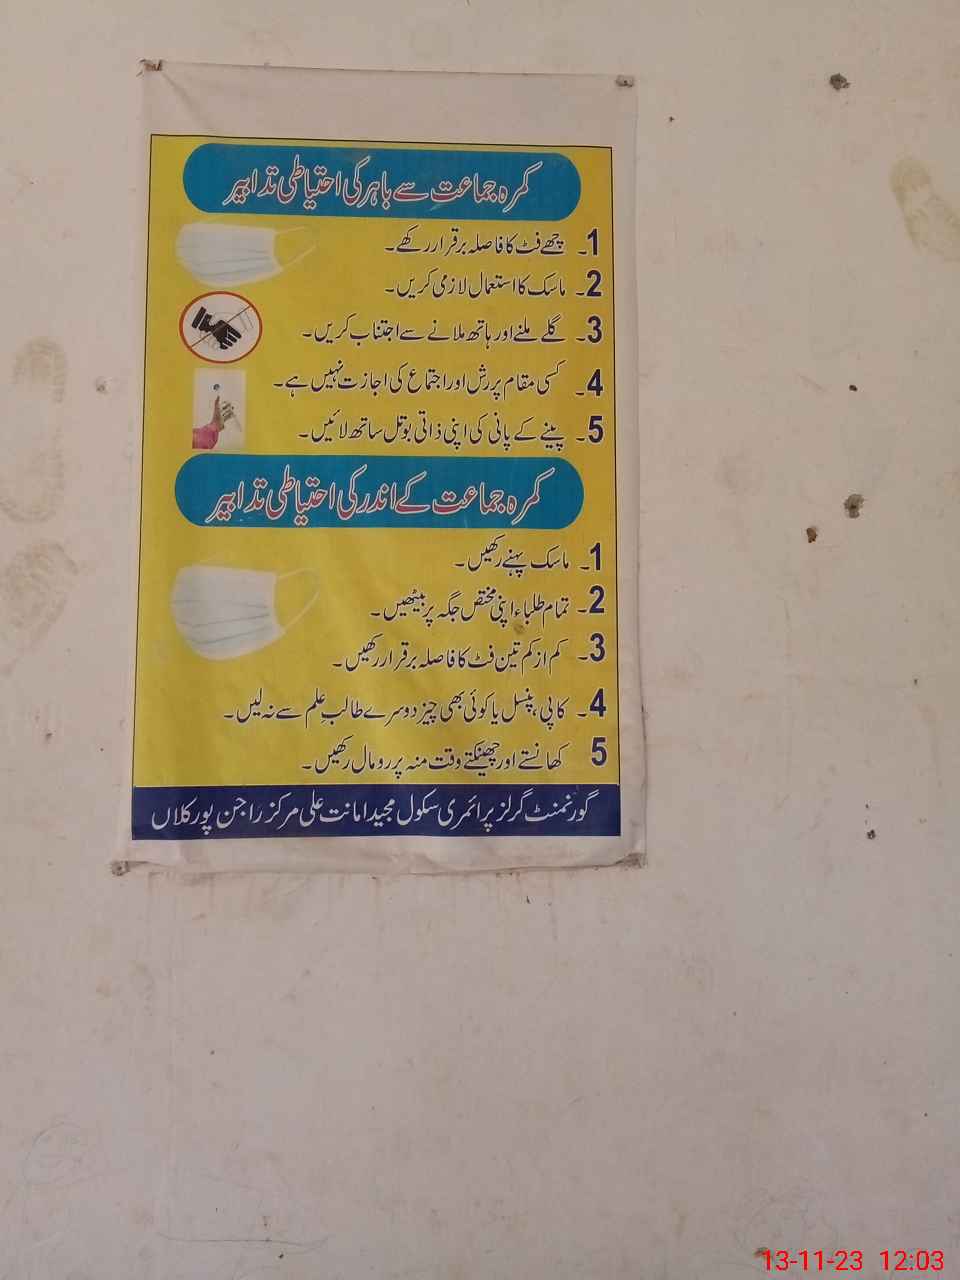 کمرہ جماعت سے باہر کی احتیاطی تدابیر
1۔ چھے فٹ کا فاصلہ برقرار رکھے۔
2۔ ماسک کا استعمال لازمی کریں۔
3۔ گلے ملنے اور ہاتھ ملانے سے اجتناب کریں۔
4۔ کسی مقام پر رش اور اجتماع کی اجازت نہیں ہے۔
5۔ پینے کے پانی کی اپنی ذاتی بوتل ساتھ لائیں۔
کمرہ جماعت کے اندر کی احتیاطی تدابیر
1۔ ماسک پہنے رکھیں۔
2۔ تمام طلباء اپنی مختص جگہ پر بیٹھیں۔
3۔ کم از کم تین فٹ کا فاصلہ برقرار رکھیں۔
4۔ کاپی، پنسل یا کوئی بھی چیز دوسرے طالب علم سے نہ لیں۔
5 کھانستے اور چھینکتے وقت منہ پر رومال رکھیں۔
گورنمنٹ گرلز پرائمری سکول مجید امانت علی مرکز راجن پور کلاں
13-11-23 12:03